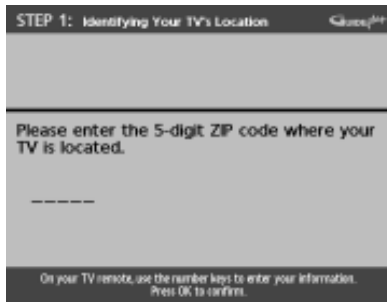 STEP 1: Identifying Your TV's Location
Please enter the 5-digit ZIP code where your
TV is located.
_____
On your TV remote, use the number keys to enter your information.
Press OK to confirm.